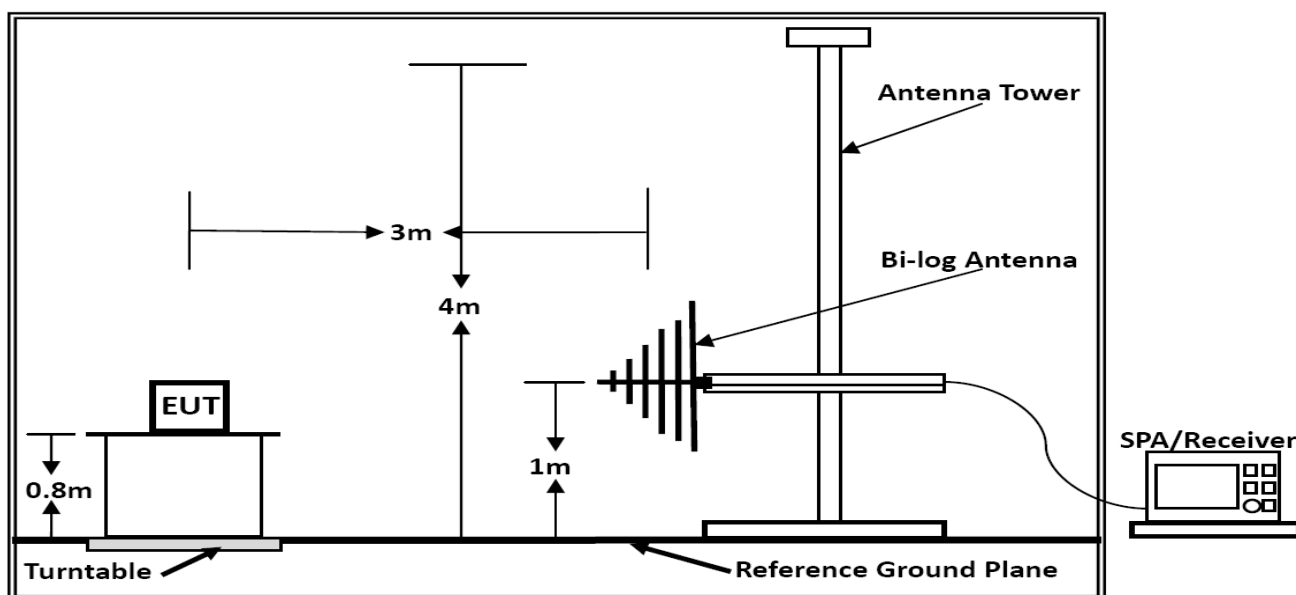 Antenna Tower
3m
Bi-log Antenna
4m
EUT
SPA/Receiver
1m
0.8m
Turntable
Reference Ground Plane